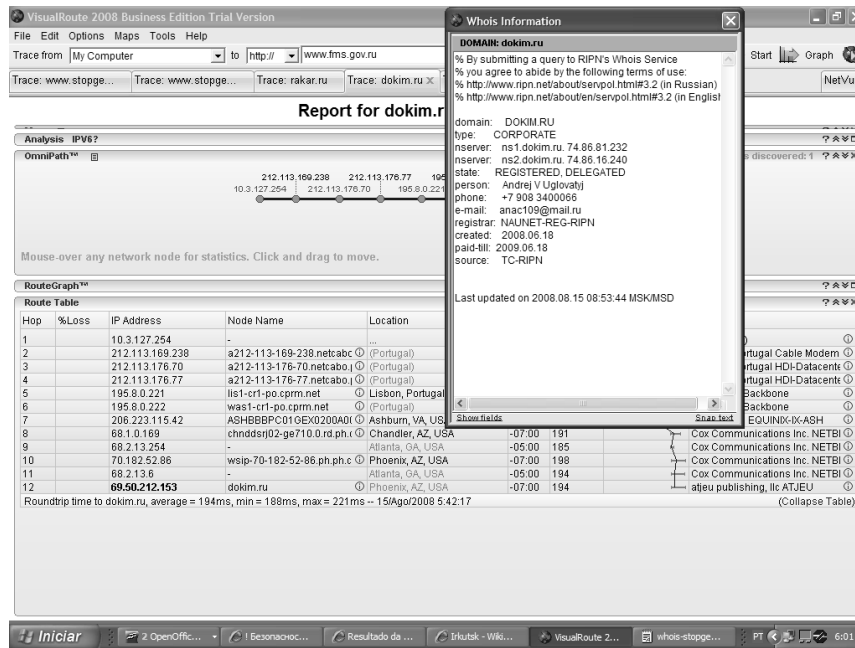 VisualRoute 2008 Business Edition Trial Version
File Edit Options Maps Tools Help
Trace from My Computer to http:// www.fms.gov.ru
Start Graph
Trace: www.stopge... Trace: www.stopge... Trace: rakar.ru Trace: dokim.ru
NetVu
Report for dokim.r
Analysis IPV6?
OmniPath™
s discovered: 1
212.113.169.238 212.113.176.77 195
10.3.127.254 212.113.176.70 195.8.0.221
Mouse-over any network node for statistics. Click and drag to move.
RouteGraph™
Route Table
Hop %Loss IP Address Node Name Location
1 10.3.127.254 - ...
2 212.113.169.238 a212-113-169-238.netcabc (Portugal) rtugal Cable Modem
3 212.113.176.70 a212-113-176-70.netcabo.p (Portugal) rtugal HDI-Datacente
4 212.113.176.77 a212-113-176-77.netcabo.p (Portugal) rtugal HDI-Datacente
5 195.8.0.221 lis1-cr1-po.cprm.net Lisbon, Portugal Backbone
6 195.8.0.222 was1-cr1-po.cprm.net (Portugal) Backbone
7 206.223.115.42 ASHBBBPC01GEX0200A0( Ashburn, VA, US EQUINIX-IX-ASH
8 68.1.0.169 chnddsrj02-ge710.0.rd.ph.c Chandler, AZ, USA -07:00 191 Cox Communications Inc. NETBI
9 68.2.13.254 - Atlanta, GA, USA -05:00 185 Cox Communications Inc. NETBI
10 70.182.52.86 wsip-70-182-52-86.ph.ph.c Phoenix, AZ, USA -07:00 198 Cox Communications Inc. NETBI
11 68.2.13.6 - Atlanta, GA, USA -05:00 194 Cox Communications Inc. NETBI
12 69.50.212.153 dokim.ru Phoenix, AZ, USA -07:00 194 atjeu publishing, llc ATJEU
Roundtrip time to dokim.ru, average = 194ms, min = 188ms, max = 221ms -- 15/Ago/2008 5:42:17 (Collapse Table)
Whois Information
DOMAIN: dokim.ru
% By submitting a query to RIPN's Whois Service
% you agree to abide by the following terms of use:
% http://www.ripn.net/about/servpol.html#3.2 (in Russian)
% http://www.ripn.net/about/en/servpol.html#3.2 (in English
domain: DOKIM.RU
type: CORPORATE
nserver: ns1.dokim.ru. 74.86.81.232
nserver: ns2.dokim.ru. 74.86.16.240
state: REGISTERED, DELEGATED
person: Andrej V Uglovatyj
phone: +7 908 3400066
e-mail: anac109@mail.ru
registrar: NAUNET-REG-RIPN
created: 2008.06.18
paid-till: 2009.06.18
source: TC-RIPN
Last updated on 2008.08.15 08:53:44 MSK/MSD
Show fields Snap text
Iniciar 2 OpenOffic... ! Безопаснос... Resultado da ... Irkutsk - Wiki... VisualRoute 2... whois-stopge... PT 6:01